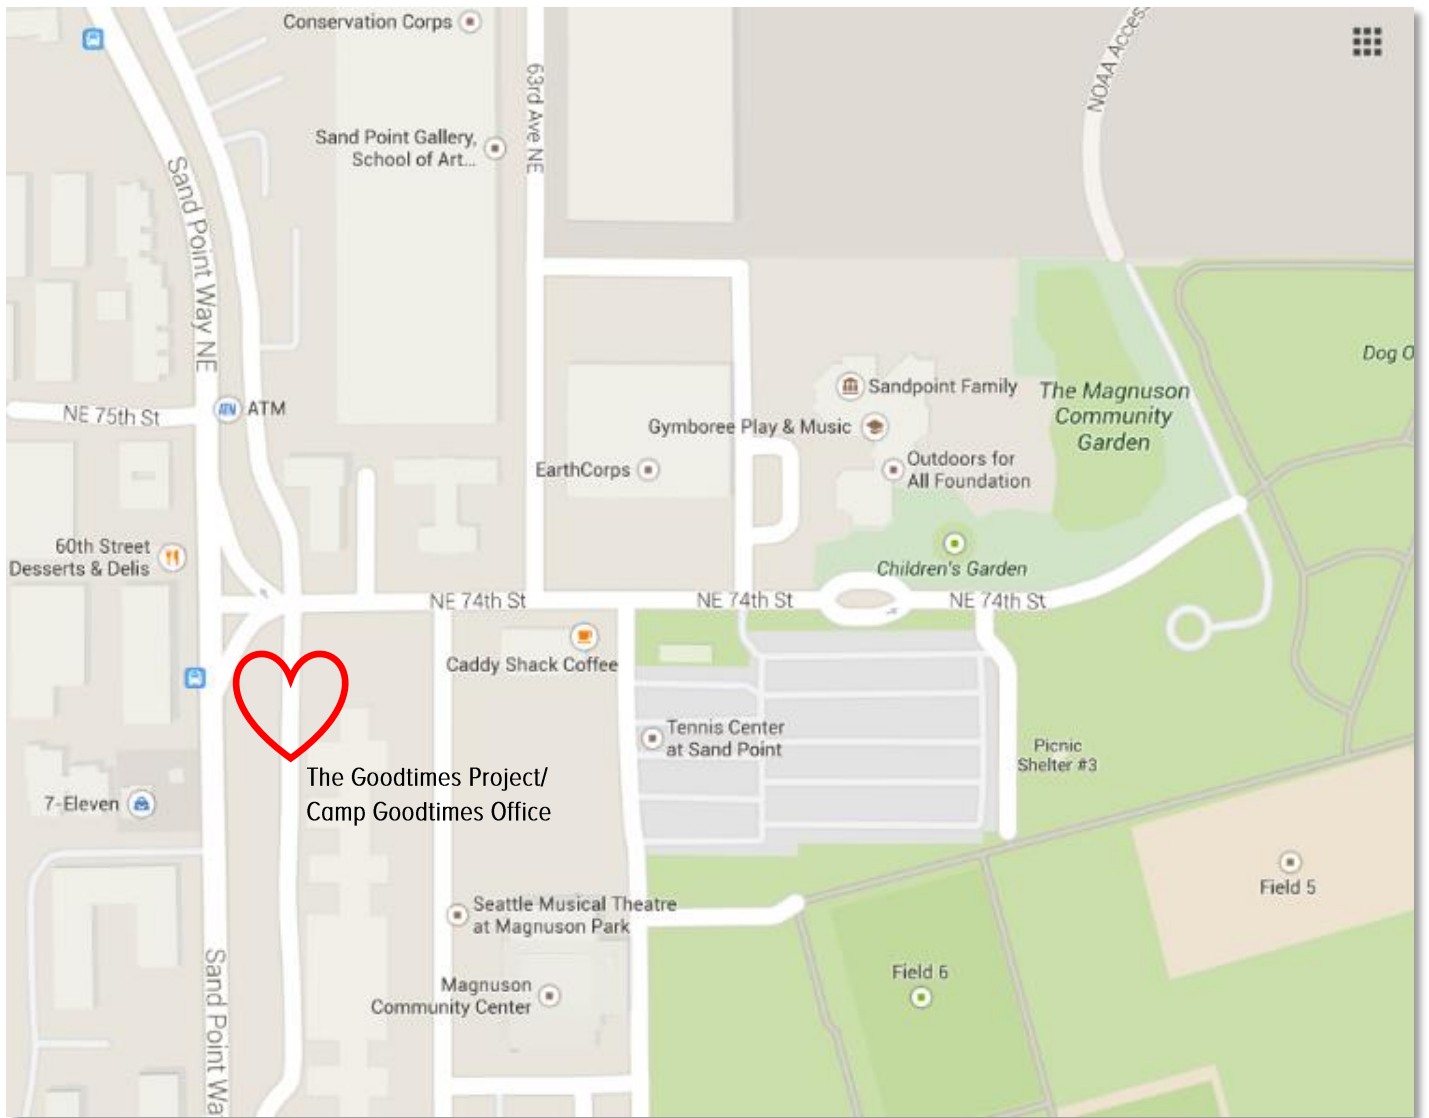 Conservation Corps
NOAA Access
63rd Ave NE
Sand Point Gallery,
School of Art...
Sand Point Way NE
Dog O
Sandpoint Family
The Magnuson
Community
Garden
NE 75th St
ATM
ATM
Gymboree Play & Music
EarthCorps
Outdoors for
All Foundation
60th Street
Desserts & Delis
Children's Garden
NE 74th St
NE 74th St
NE 74th St
Caddy Shack Coffee
Tennis Center
at Sand Point
Picnic
Shelter #3
The Goodtimes Project/
Camp Goodtimes Office
7-Eleven
Field 5
Seattle Musical Theatre
at Magnuson Park
Field 6
Magnuson
Community Center
Sand Point Wa